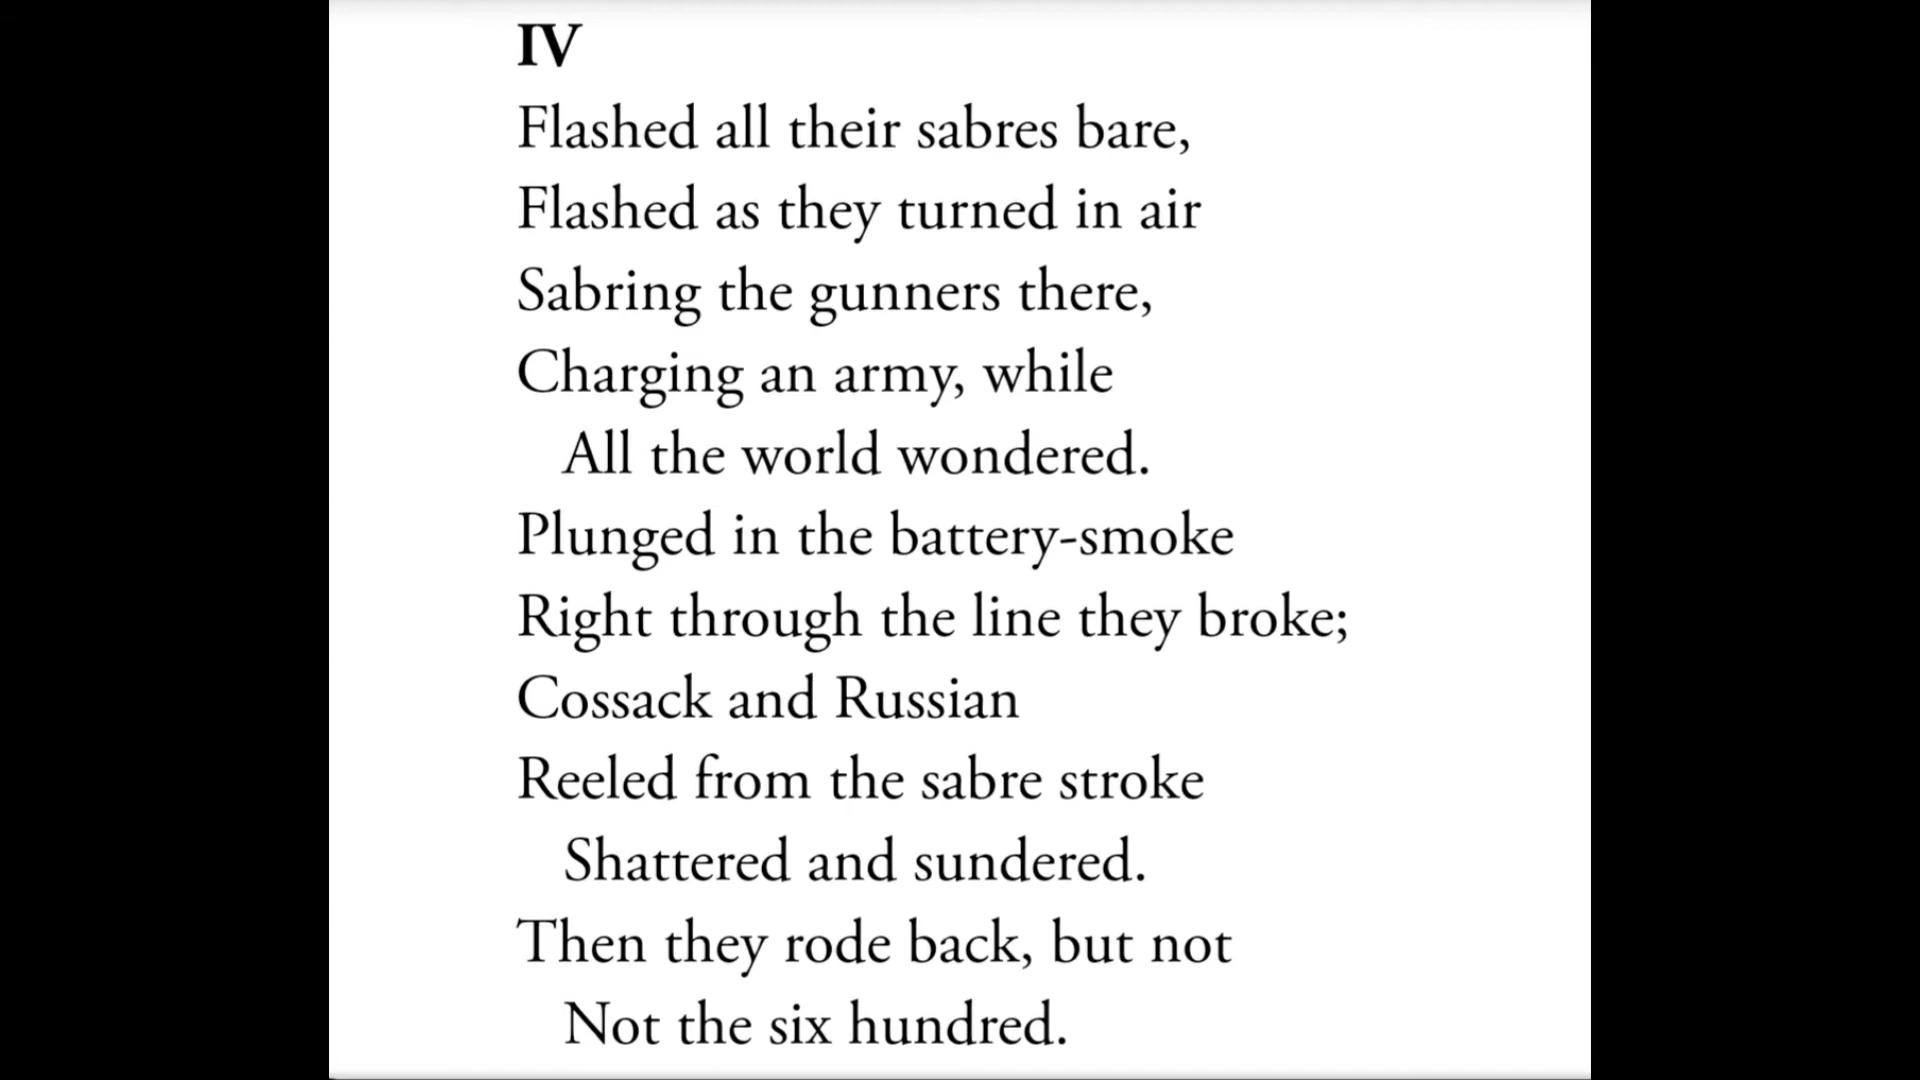 IV
Flashed all their sabres bare,
Flashed as they turned in air
Sabring the gunners there,
Charging an army, while
All the world wondered.
Plunged in the battery-smoke
Right through the line they broke;
Cossack and Russian
Reeled from the sabre stroke
Shattered and sundered.
Then they rode back, but not
Not the six hundred.